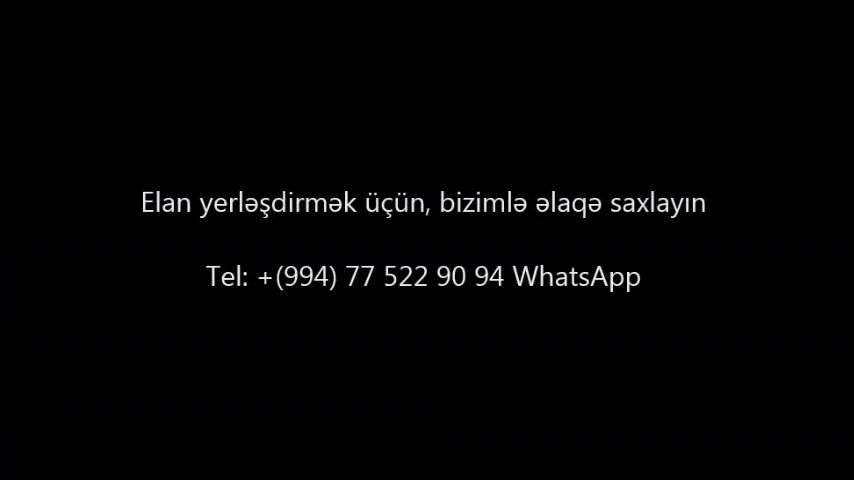 Elan yerləşdirmək üçün, bizimlə əlaqə saxlayın
Tel: +(994) 77 522 90 94 WhatsApp